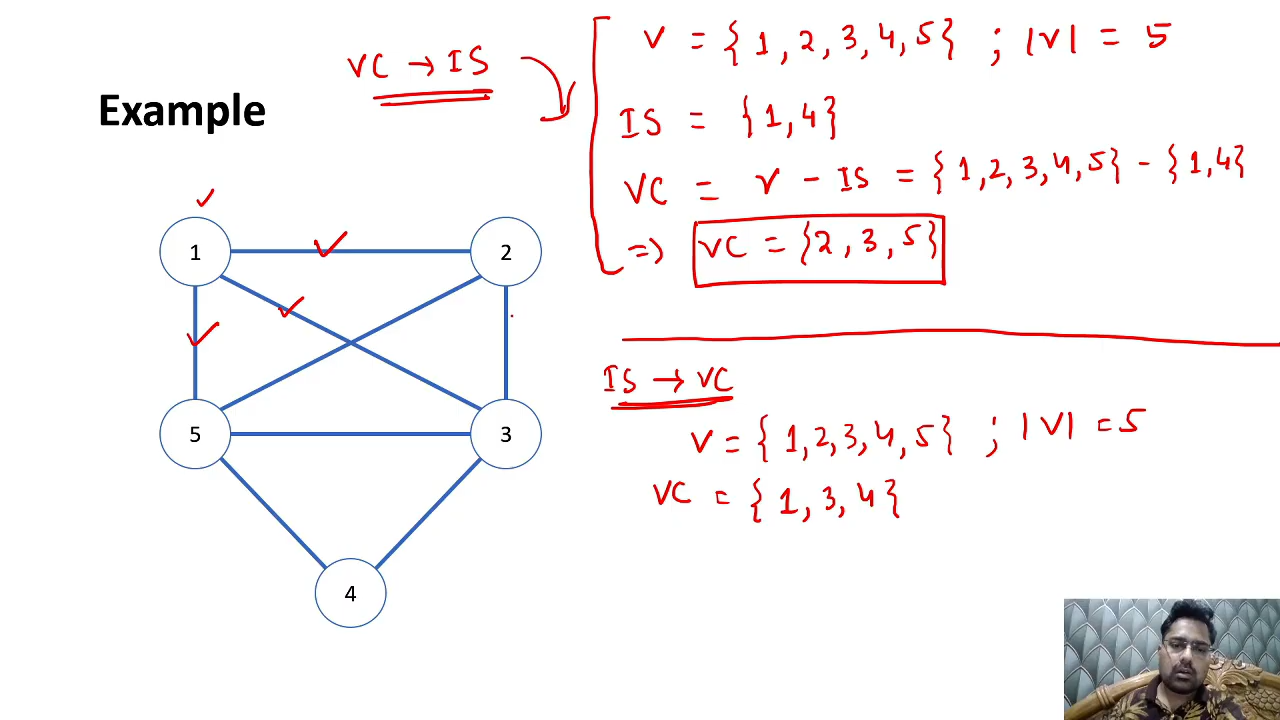 Example
VC → IS
V = {1, 2, 3, 4, 5} ; |V| = 5
IS = {1, 4}
VC = V - IS = {1, 2, 3, 4, 5} - {1, 4}
=> VC = {2, 3, 5}
1
2
5
3
4
IS → VC
V = {1, 2, 3, 4, 5} ; |V| = 5
VC = {1, 3, 4}